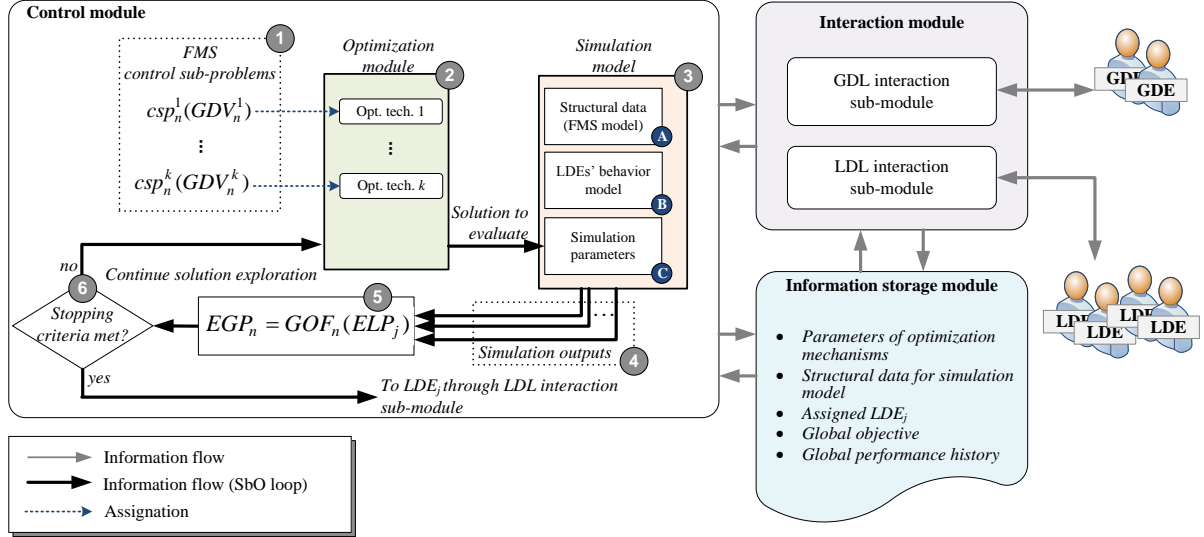 Control module
1
FMS
control sub-problems
csp_n^1(GDV_n^1)
⋮
csp_n^k(GDV_n^k)
Optimization
module
2
Opt. tech. 1
⋮
Opt. tech. k
Simulation
model
3
Structural data
(FMS model)
A
LDEs' behavior
model
B
Simulation
parameters
C
Solution to
evaluate
no
Continue solution exploration
6
Stopping
criteria met?
yes
5
EGP_n = GOF_n(ELP_j)
...
Simulation outputs
4
To LDE_j through LDL interaction
sub-module
Interaction module
GDL interaction
sub-module
LDL interaction
sub-module
GDE
GDE
LDE
LDE
LDE
LDE
Information storage module
• Parameters of optimization
mechanisms
• Structural data for simulation
model
• Assigned LDE_j
• Global objective
• Global performance history
Information flow
Information flow (SbO loop)
Assignation